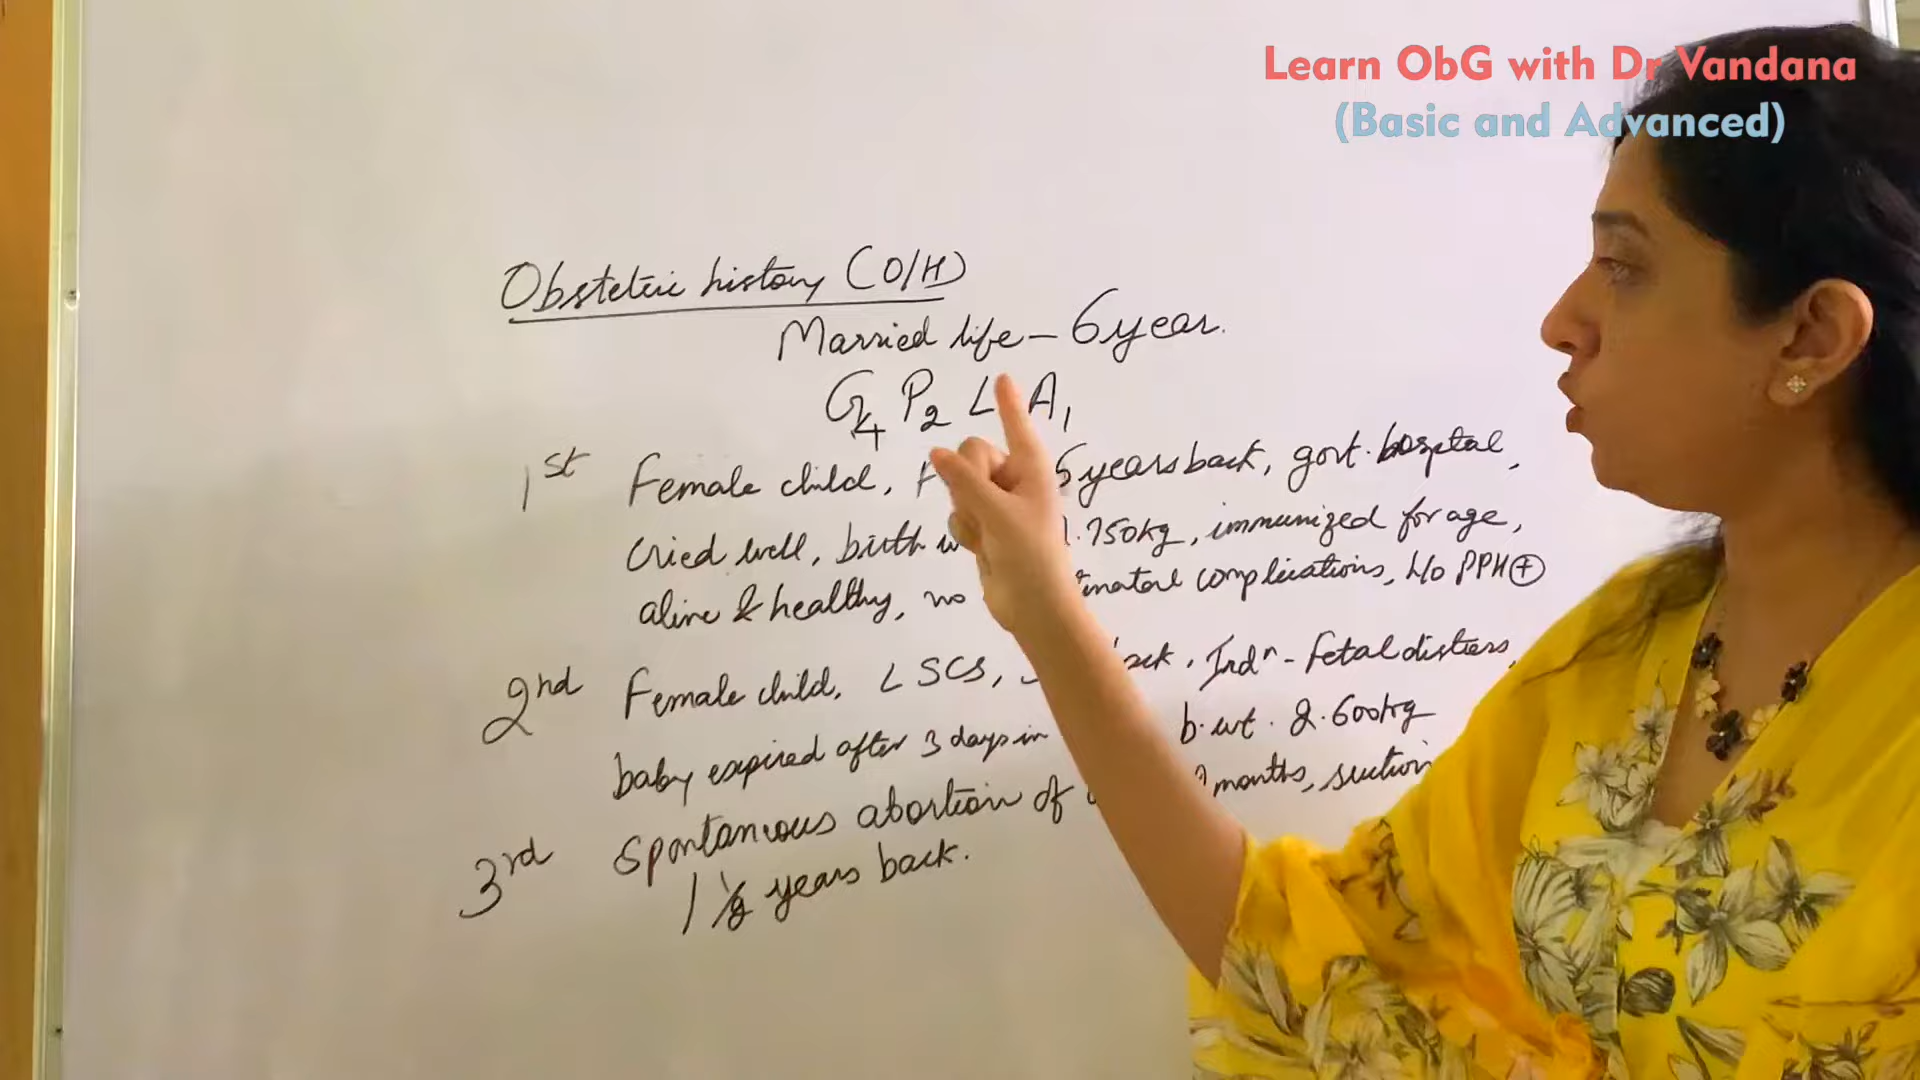 Learn ObG with Dr Vandana
(Basic and Advanced)
Obstetric history (O/H)
Married life - 6 year.
G4 P2 L A1
1st Female child, 5 years back, govt. hospital,
cried well, birth .750kg, immunized for age,
alive & healthy, no complications, H/o PPH +
2nd Female child, LSCS, Indn - Fetal distress,
baby expired after 3 days in b.wt. 2.600kg
3rd Spontaneous abortion of months, suction
1 1/2 years back.